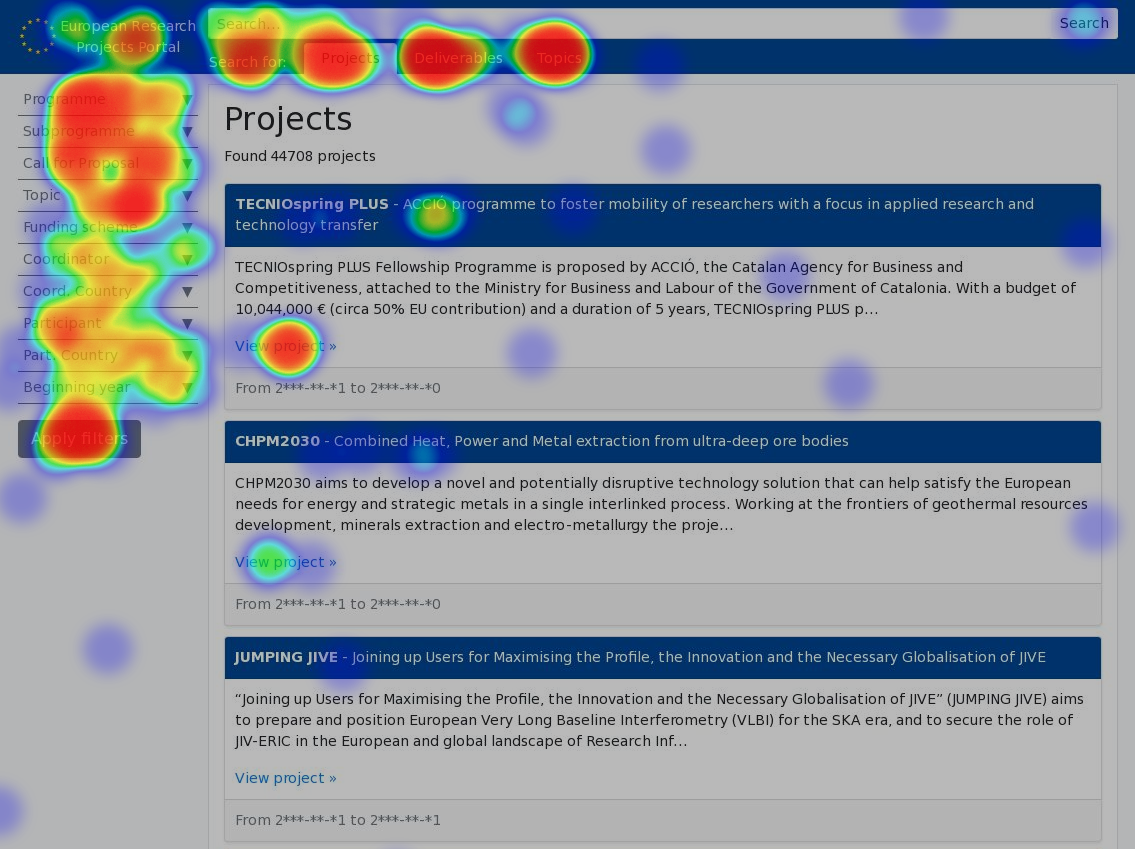 European Research
Projects Portal
Search...
Search
Search for:
Projects
Deliverables
Topics
Programme ▼
Subprogramme ▼
Call for Proposal ▼
Topic ▼
Funding scheme ▼
Coordinator ▼
Coord. Country ▼
Participant ▼
Part. Country ▼
Beginning year ▼
Apply filters
Projects
Found 44708 projects
TECNIOspring PLUS - ACCIÓ programme to foster mobility of researchers with a focus in applied research and
technology transfer
TECNIOspring PLUS Fellowship Programme is proposed by ACCIÓ, the Catalan Agency for Business and
Competitiveness, attached to the Ministry for Business and Labour of the Government of Catalonia. With a budget of
10,044,000 € (circa 50% EU contribution) and a duration of 5 years, TECNIOspring PLUS p...
View project »
From 2***-**-*1 to 2***-**-*0
CHPM2030 - Combined Heat, Power and Metal extraction from ultra-deep ore bodies
CHPM2030 aims to develop a novel and potentially disruptive technology solution that can help satisfy the European
needs for energy and strategic metals in a single interlinked process. Working at the frontiers of geothermal resources
development, minerals extraction and electro-metallurgy the proje...
View project »
From 2***-**-*1 to 2***-**-*0
JUMPING JIVE - Joining up Users for Maximising the Profile, the Innovation and the Necessary Globalisation of JIVE
“Joining up Users for Maximising the Profile, the Innovation and the Necessary Globalisation of JIVE” (JUMPING JIVE) aims
to prepare and position European Very Long Baseline Interferometry (VLBI) for the SKA era, and to secure the role of
JIV-ERIC in the European and global landscape of Research Inf...
View project »
From 2***-**-*1 to 2***-**-*1